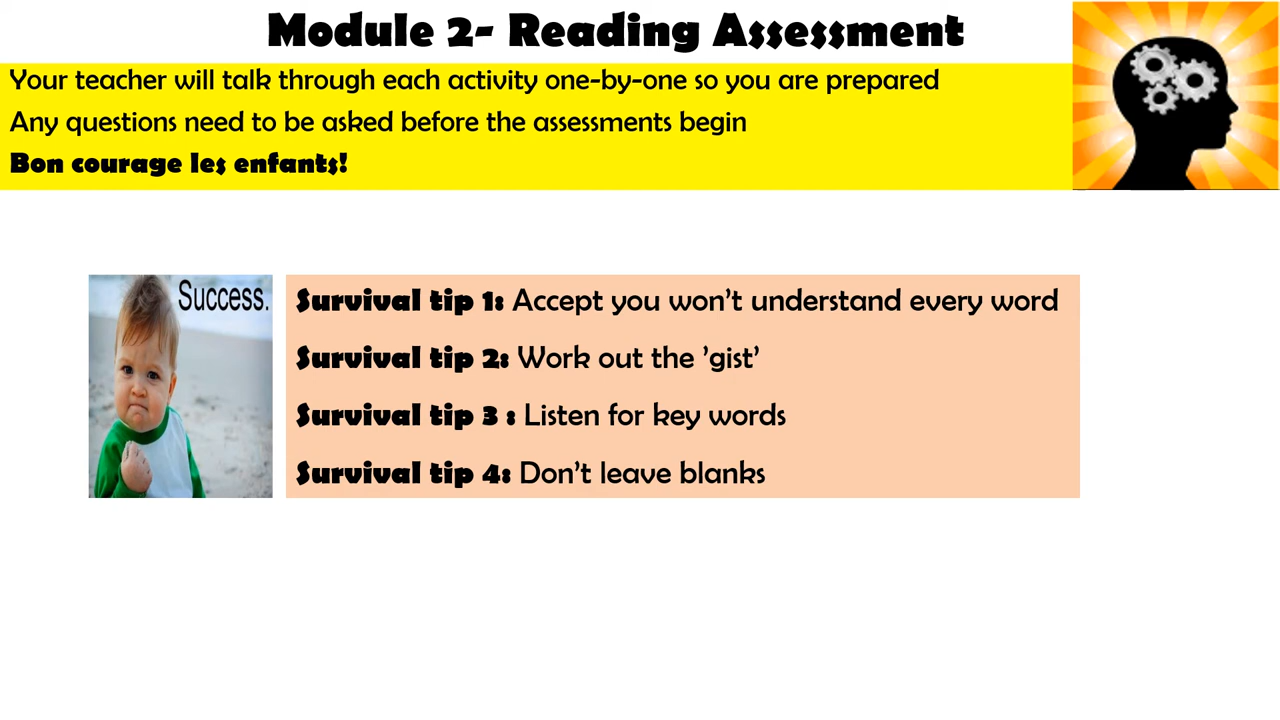 Module 2- Reading Assessment
Your teacher will talk through each activity one-by-one so you are prepared
Any questions need to be asked before the assessments begin
Bon courage les enfants!
Success.
Survival tip 1: Accept you won’t understand every word
Survival tip 2: Work out the ’gist’
Survival tip 3 : Listen for key words
Survival tip 4: Don’t leave blanks